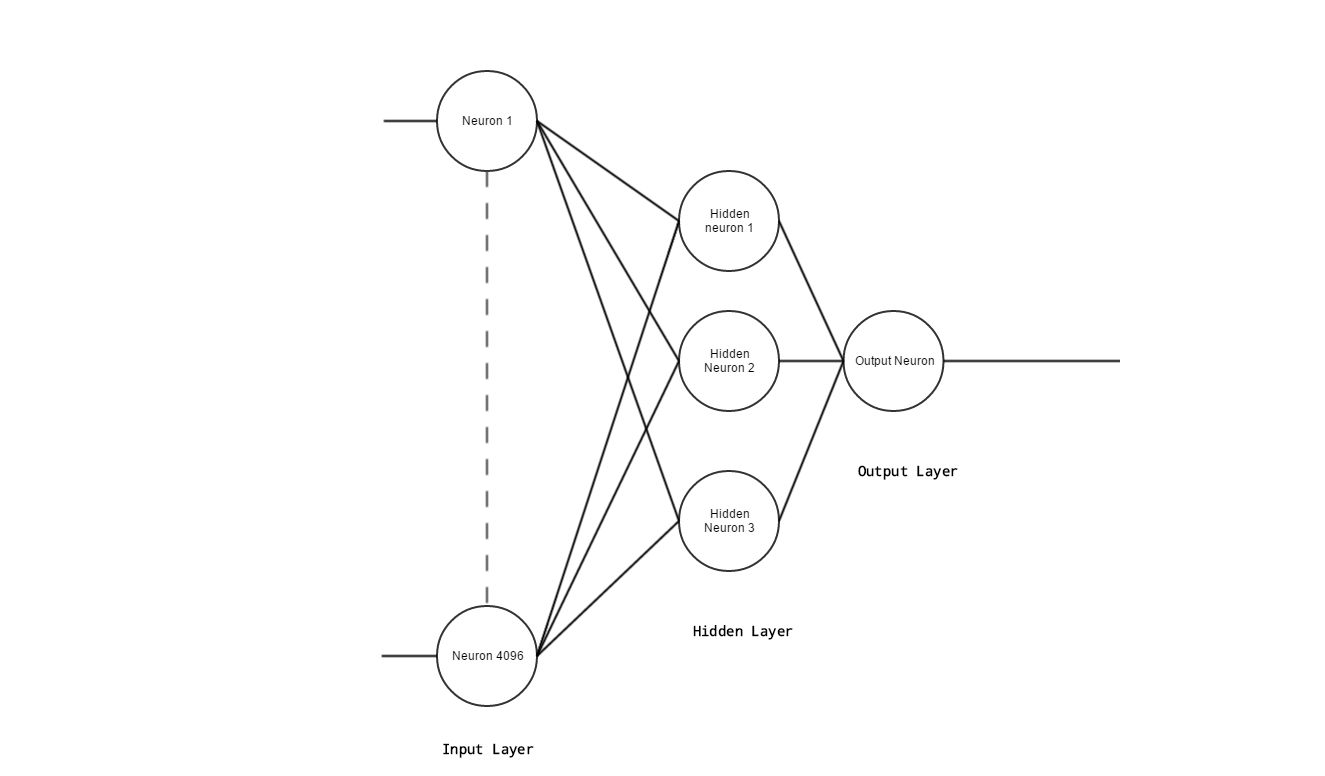 Neuron 1
Hidden
neuron 1
Hidden
Neuron 2
Output Neuron
Output Layer
Hidden
Neuron 3
Hidden Layer
Neuron 4096
Input Layer